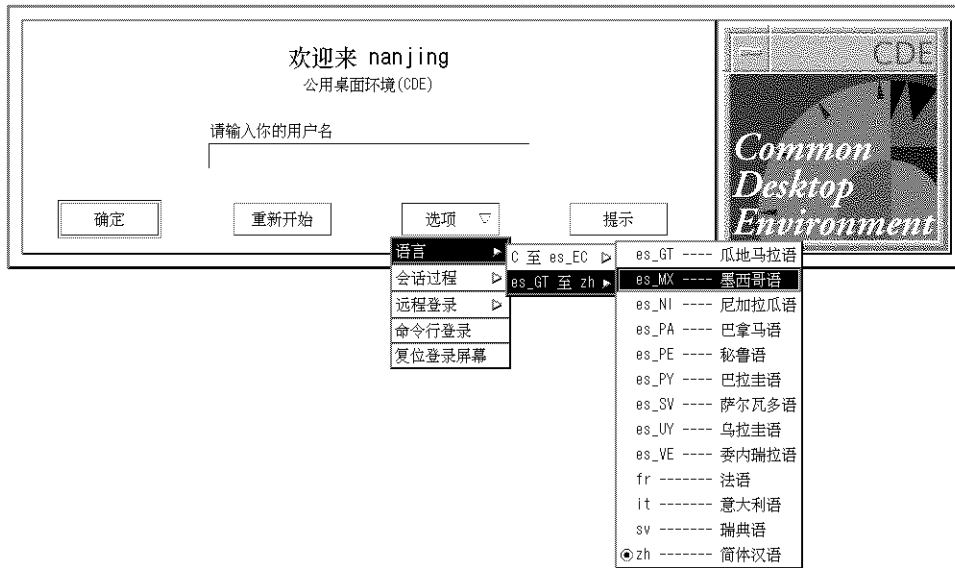 欢迎来 nanjing
公用桌面环境(CDE)
请输入你的用户名
确定
重新开始
选项
提示
CDE
Common
Desktop
Environment
语言
会话过程
远程登录
命令行登录
复位登录屏幕
C 至 es_EC
es_GT 至 zh
es_GT ---- 瓜地马拉语
es_MX ---- 墨西哥语
es_NI ---- 尼加拉瓜语
es_PA ---- 巴拿马语
es_PE ---- 秘鲁语
es_PY ---- 巴拉圭语
es_SV ---- 萨尔瓦多语
es_UY ---- 乌拉圭语
es_VE ---- 委内瑞拉语
fr ------- 法语
it ------- 意大利语
sv ------- 瑞典语
zh ------- 简体汉语